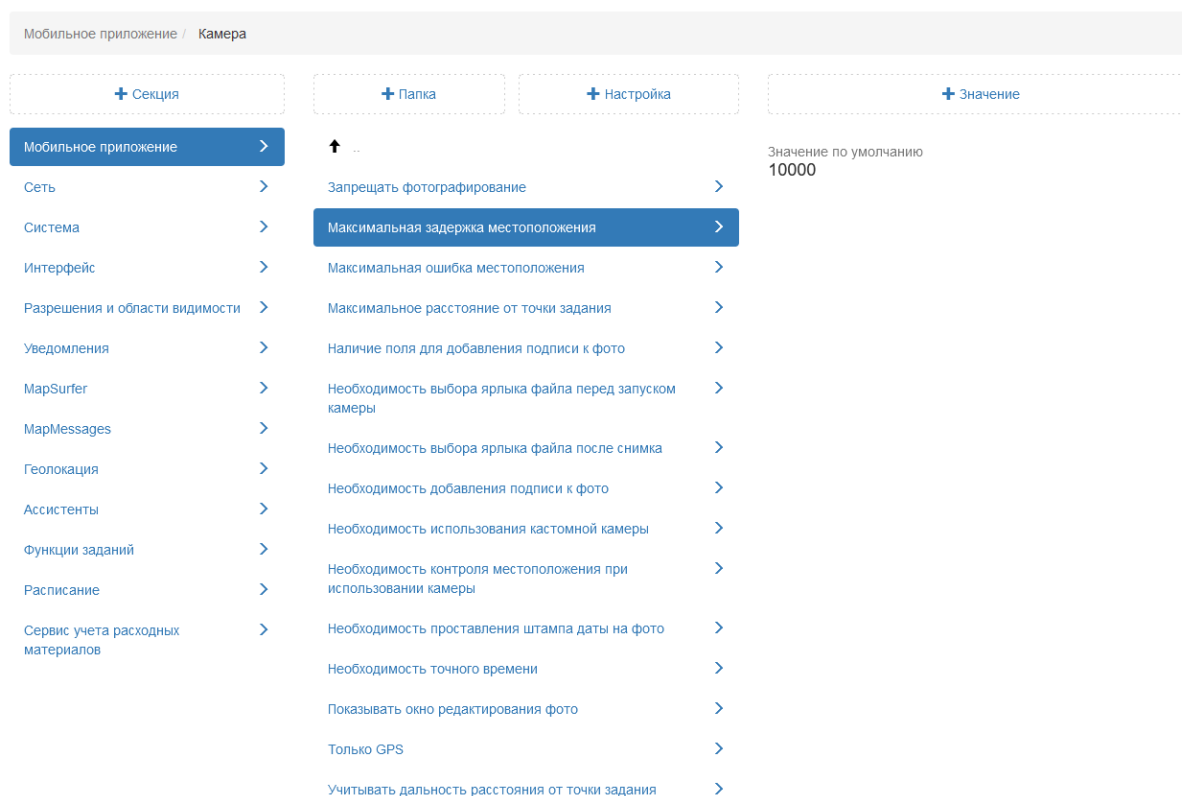 Мобильное приложение / Камера
+ Секция
+ Папка
+ Настройка
+ Значение
Мобильное приложение
Сеть
Система
Интерфейс
Разрешения и области видимости
Уведомления
MapSurfer
MapMessages
Геолокация
Ассистенты
Функции заданий
Расписание
Сервис учета расходных
материалов
..
Запрещать фотографирование
Максимальная задержка местоположения
Максимальная ошибка местоположения
Максимальное расстояние от точки задания
Наличие поля для добавления подписи к фото
Необходимость выбора ярлыка файла перед запуском
камеры
Необходимость выбора ярлыка файла после снимка
Необходимость добавления подписи к фото
Необходимость использования кастомной камеры
Необходимость контроля местоположения при
использовании камеры
Необходимость проставления штампа даты на фото
Необходимость точного времени
Показывать окно редактирования фото
Только GPS
Учитывать дальность расстояния от точки задания
Значение по умолчанию
10000